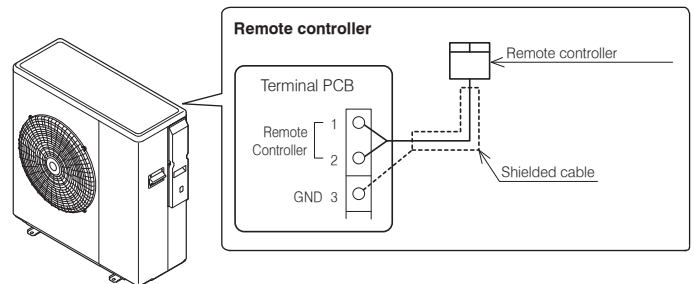 Remote controller
Remote controller
Terminal PCB
1
Remote
Controller
2
Shielded cable
GND 3